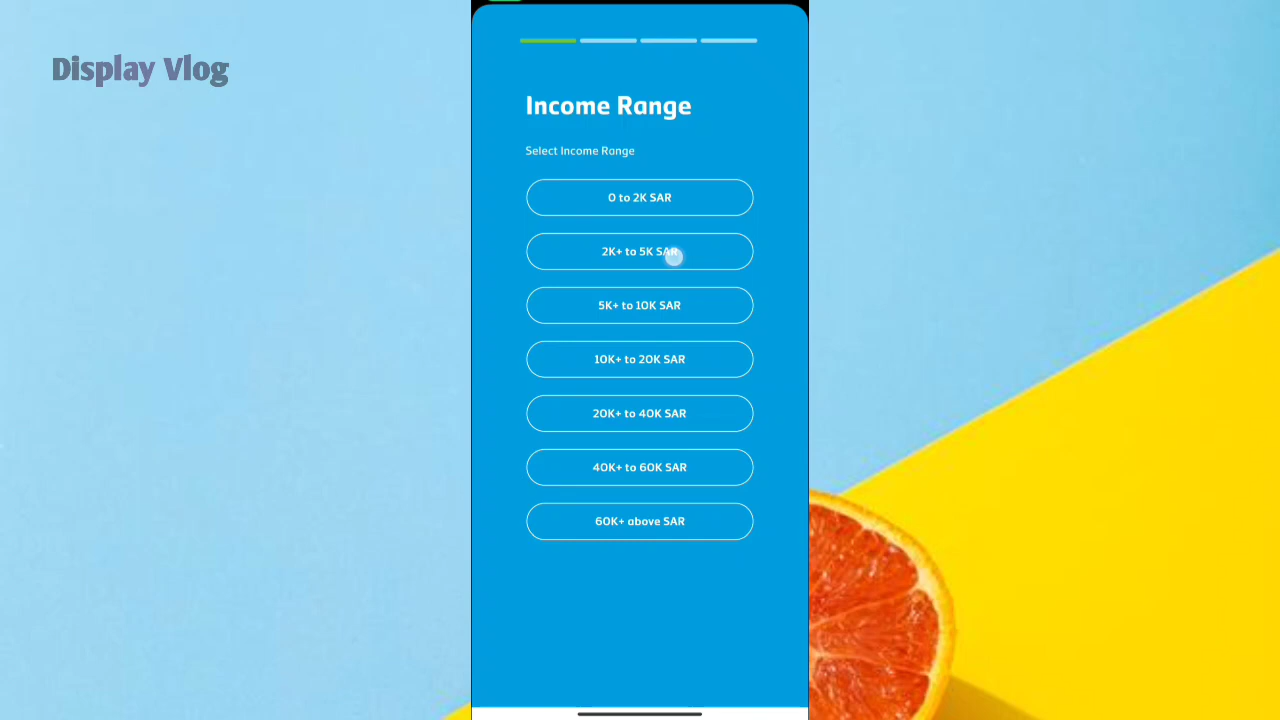 Display Vlog
Income Range
Select Income Range
0 to 2K SAR
2K+ to 5K SAR
5K+ to 10K SAR
10K+ to 20K SAR
20K+ to 40K SAR
40K+ to 60K SAR
60K+ above SAR